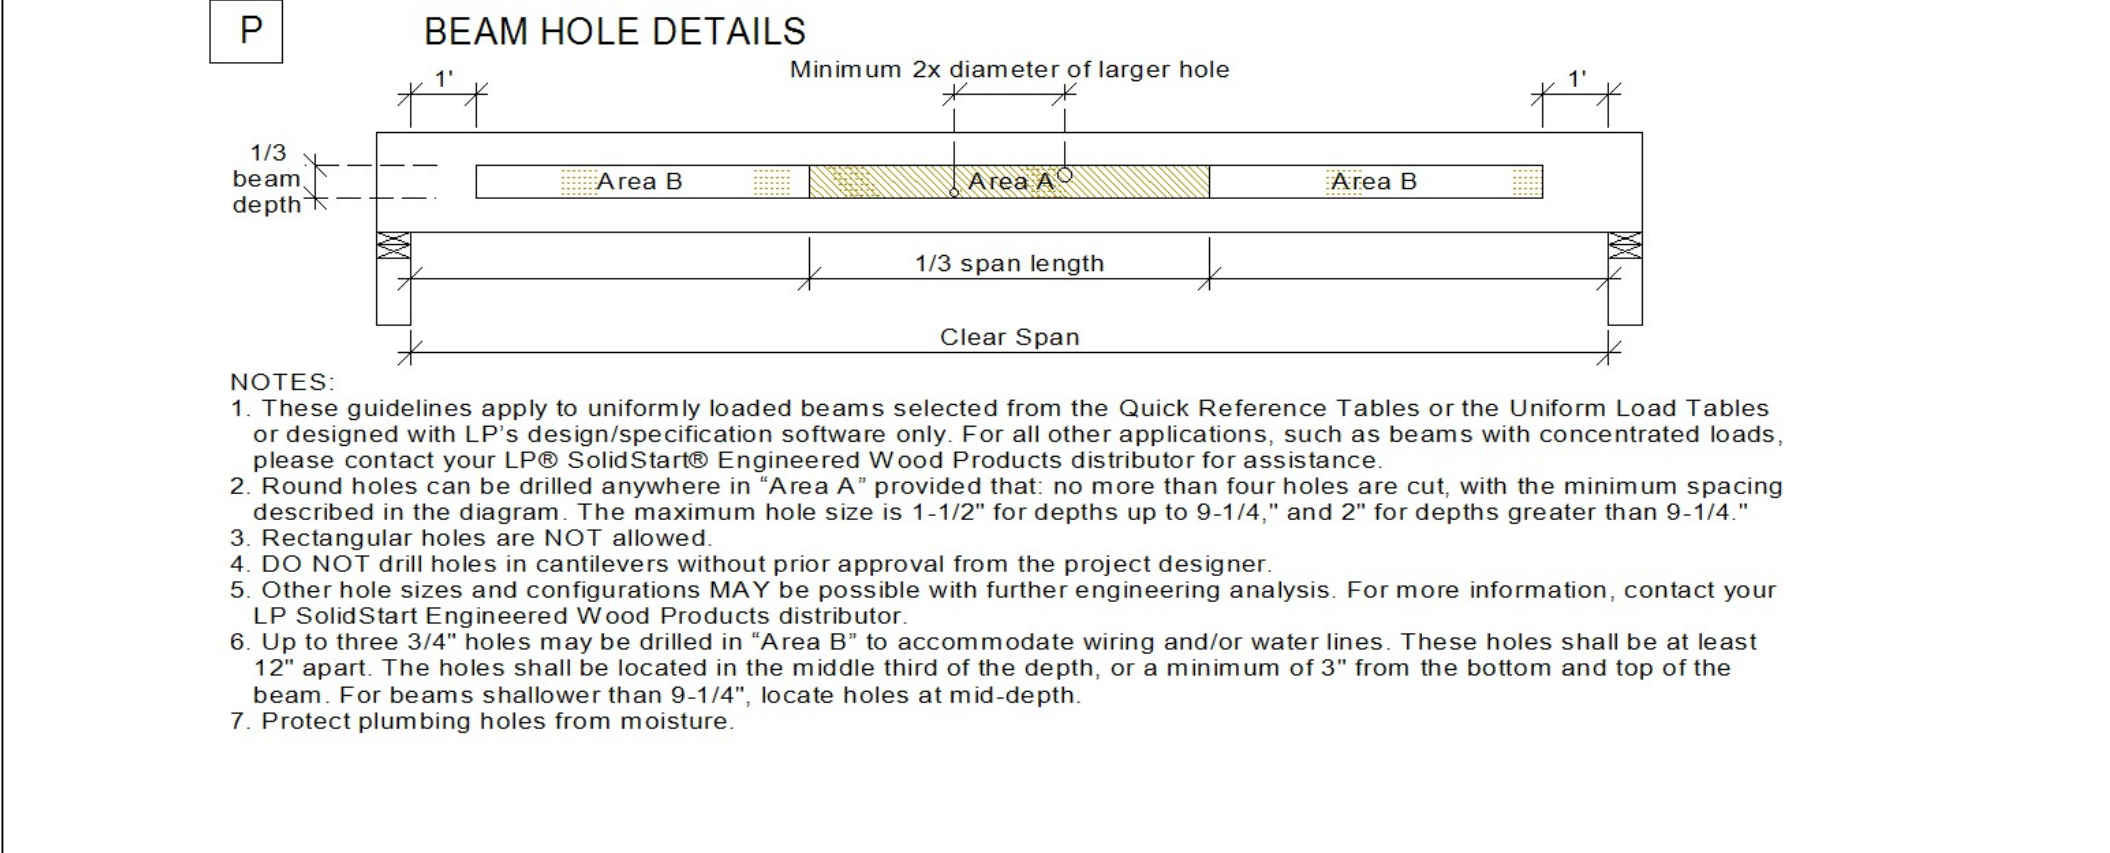 P
BEAM HOLE DETAILS
Minimum 2x diameter of larger hole
1'
1'
1/3
beam
depth
Area B
Area A
Area B
1/3 span length
Clear Span
NOTES:
1. These guidelines apply to uniformly loaded beams selected from the Quick Reference Tables or the Uniform Load Tables
or designed with LP's design/specification software only. For all other applications, such as beams with concentrated loads,
please contact your LP® SolidStart® Engineered Wood Products distributor for assistance.
2. Round holes can be drilled anywhere in “Area A” provided that: no more than four holes are cut, with the minimum spacing
described in the diagram. The maximum hole size is 1-1/2" for depths up to 9-1/4," and 2" for depths greater than 9-1/4."
3. Rectangular holes are NOT allowed.
4. DO NOT drill holes in cantilevers without prior approval from the project designer.
5. Other hole sizes and configurations MAY be possible with further engineering analysis. For more information, contact your
LP SolidStart Engineered Wood Products distributor.
6. Up to three 3/4" holes may be drilled in “Area B” to accommodate wiring and/or water lines. These holes shall be at least
12" apart. The holes shall be located in the middle third of the depth, or a minimum of 3" from the bottom and top of the
beam. For beams shallower than 9-1/4", locate holes at mid-depth.
7. Protect plumbing holes from moisture.